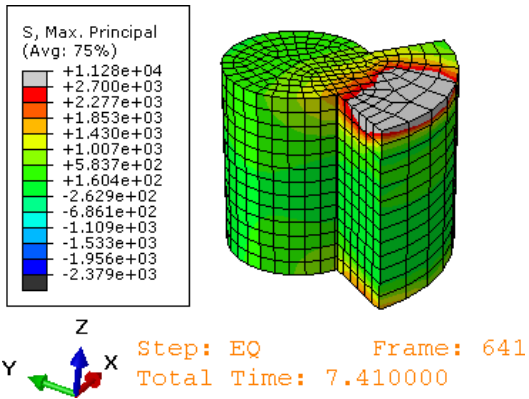 S, Max. Principal
(Avg: 75%)
+1.128e+04
+2.700e+03
+2.277e+03
+1.853e+03
+1.430e+03
+1.007e+03
+5.837e+02
+1.604e+02
-2.629e+02
-6.861e+02
-1.109e+03
-1.533e+03
-1.956e+03
-2.379e+03
Z
Y X
Step: EQ Frame: 641
Total Time: 7.410000